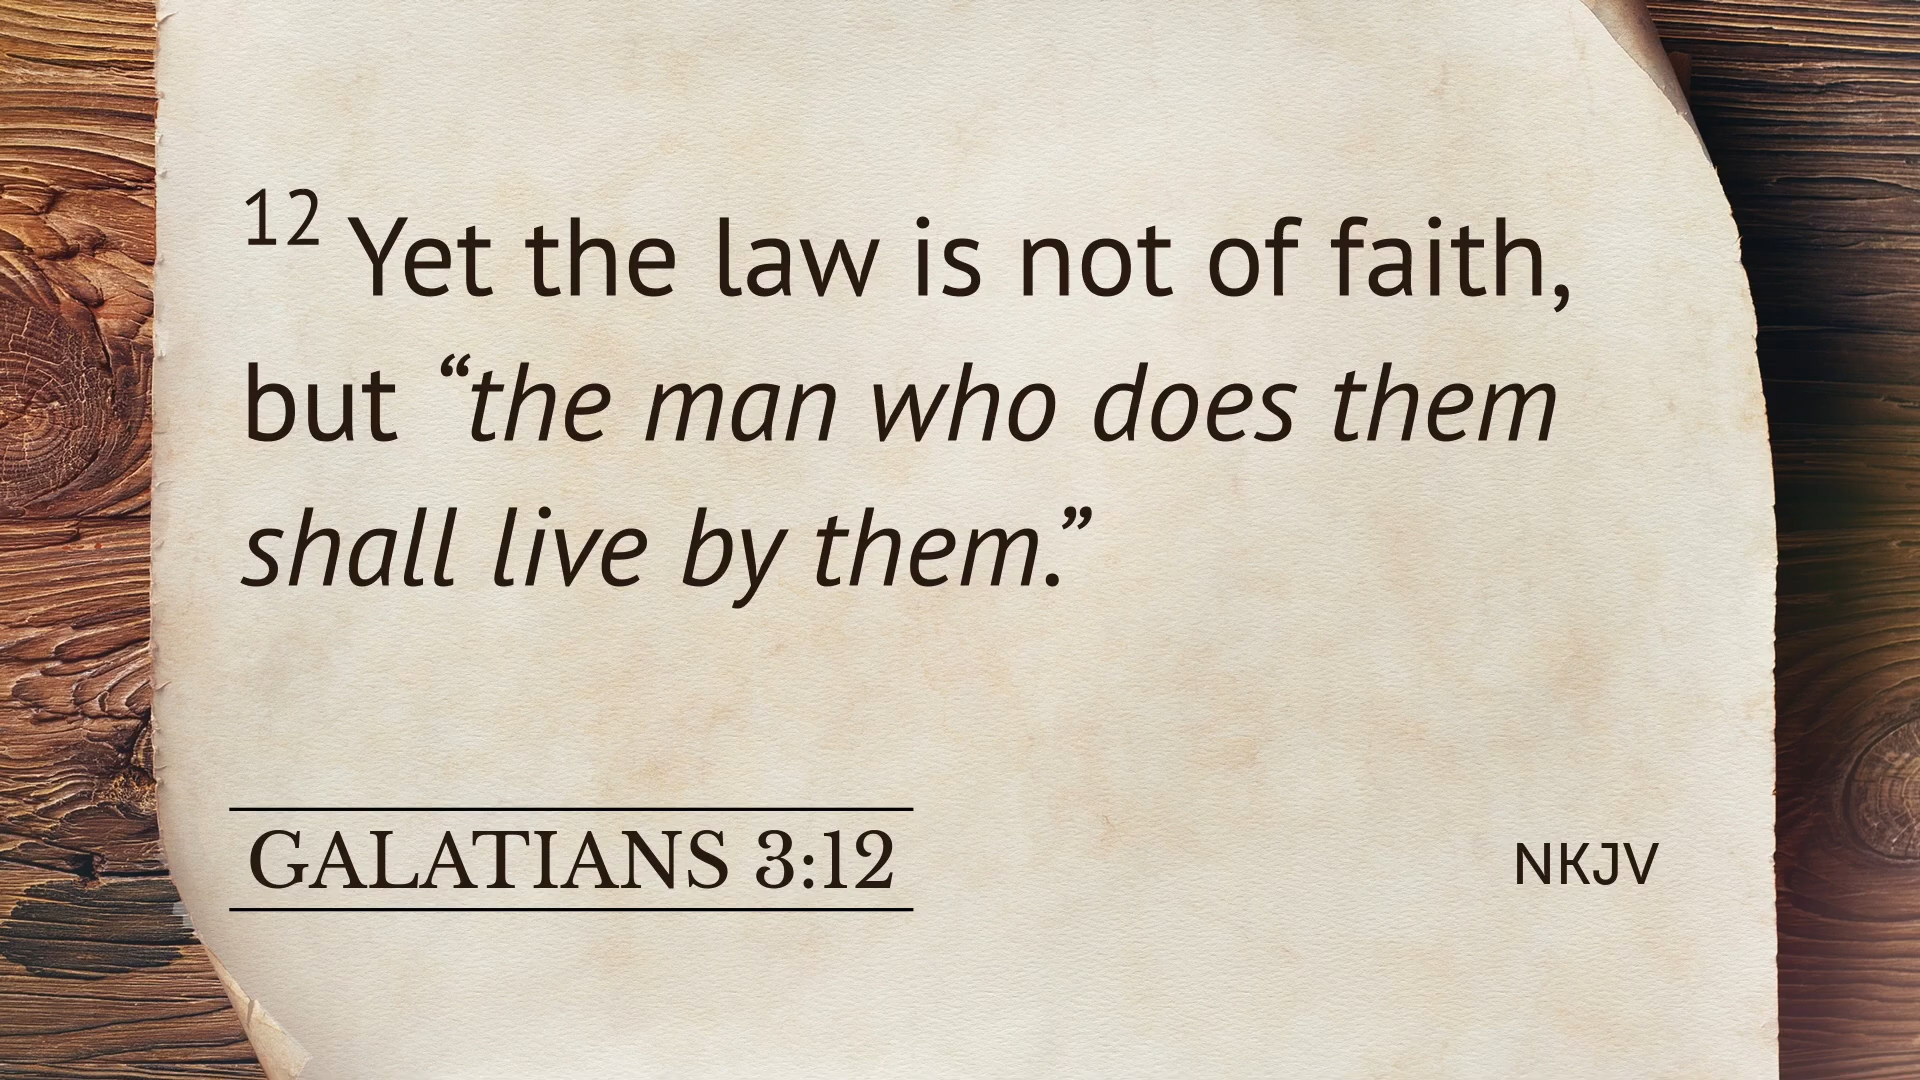 12 Yet the law is not of faith,
but “the man who does them
shall live by them.”
GALATIANS 3:12
NKJV